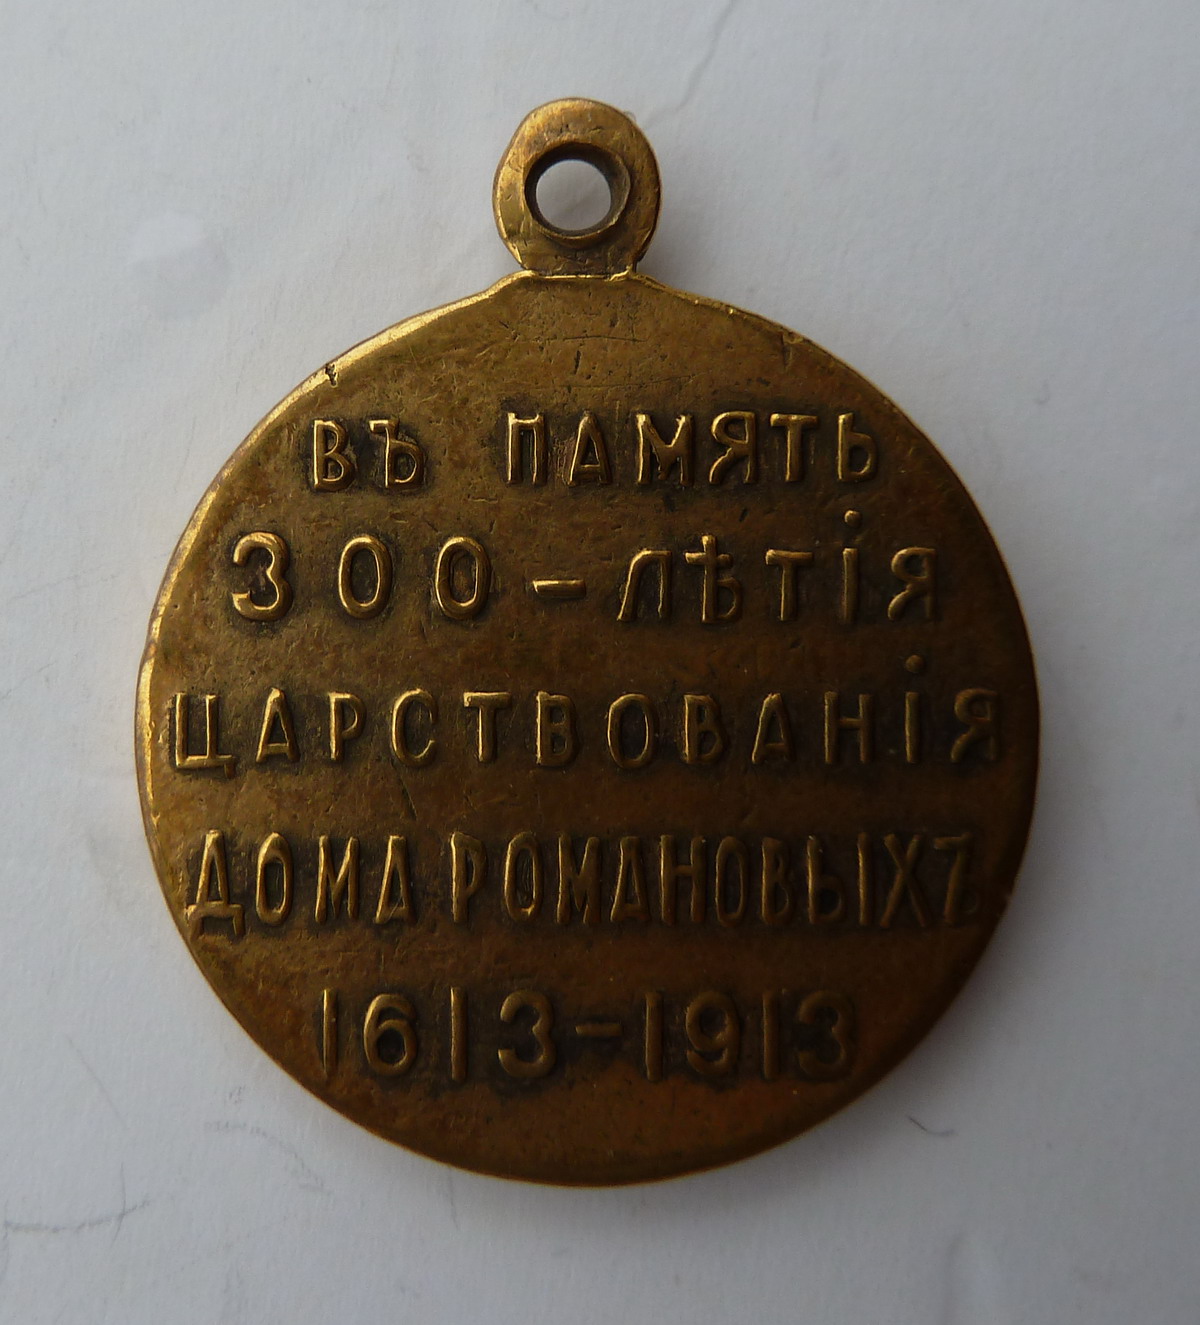 ВЪ ПАМЯТЬ
300-ЛѢТІЯ
ЦАРСТВОВАНІЯ
ДОМА РОМАНОВЫХЪ
1613-1913